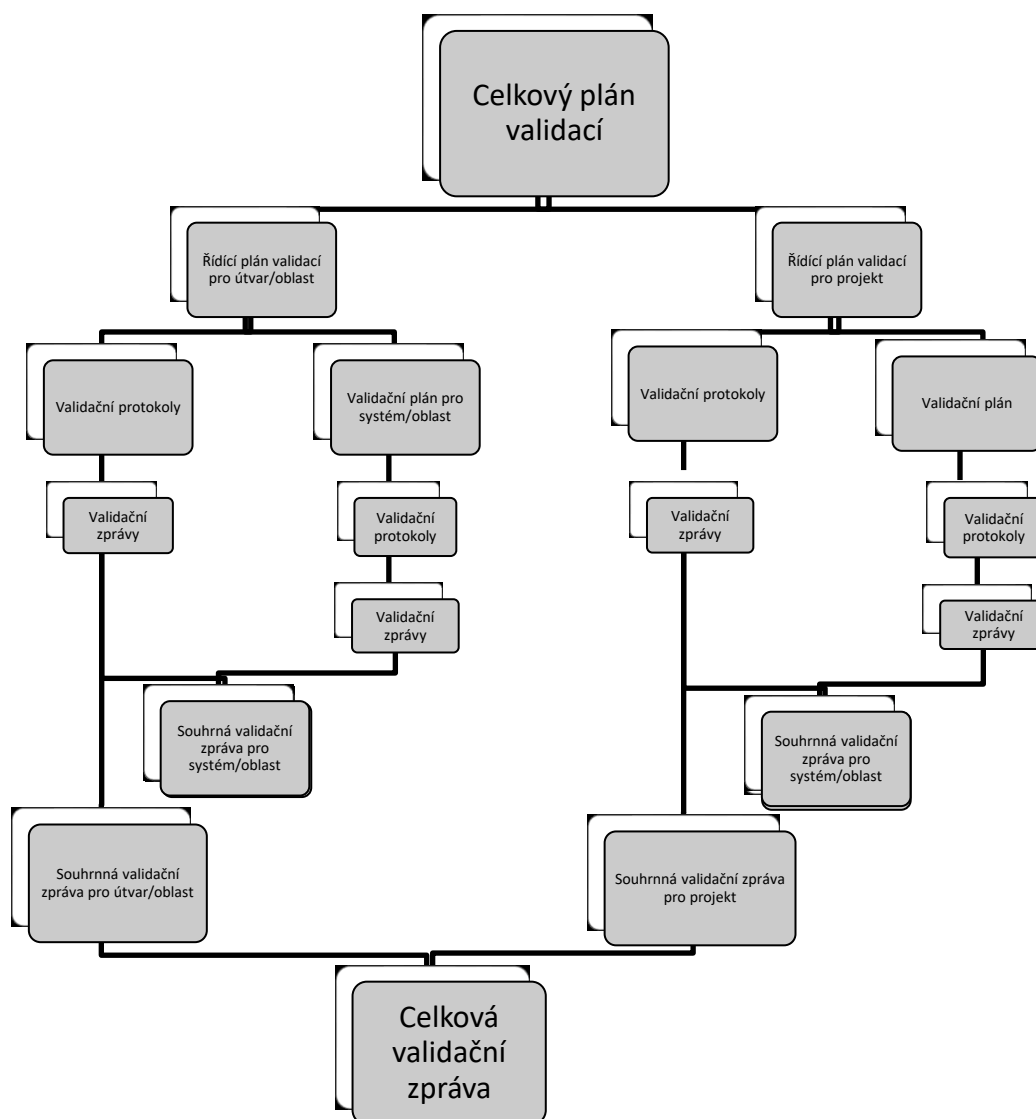 Celkový plán
validací
Řídící plán validací
pro útvar/oblast
Řídící plán validací
pro projekt
Validační protokoly
Validační plán pro
systém/oblast
Validační protokoly
Validační plán
Validační
zprávy
Validační
protokoly
Validační
zprávy
Validační
protokoly
Validační
zprávy
Validační
zprávy
Souhrná validační
zpráva pro
systém/oblast
Souhrnná validační
zpráva pro
systém/oblast
Souhrnná validační
zpráva pro útvar/oblast
Souhrnná validační zpráva
pro projekt
Celková
validační
zpráva